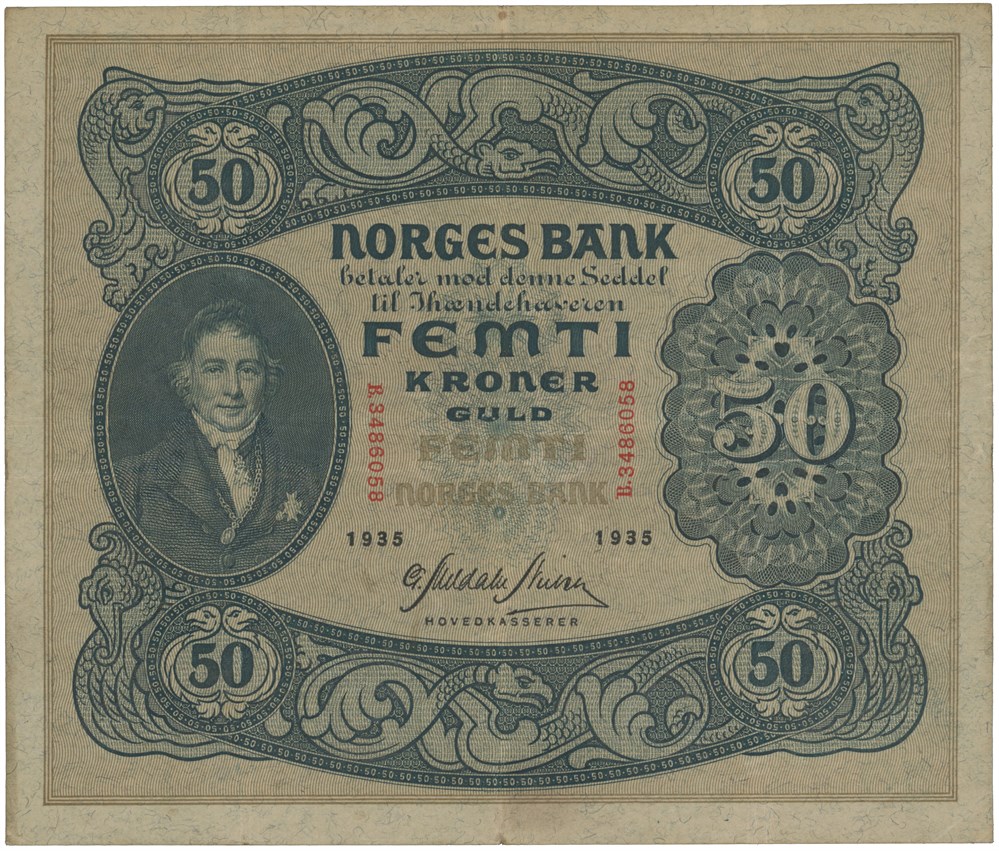 50 50
NORGES BANK
betaler mod denne Seddel
til Ihændehaveren
FEMTI
KRONER
GULD
FEMTI
NORGES BANK
B.3486058
B.3486058
50
1935 1935
HOVEDKASSERER
50 50